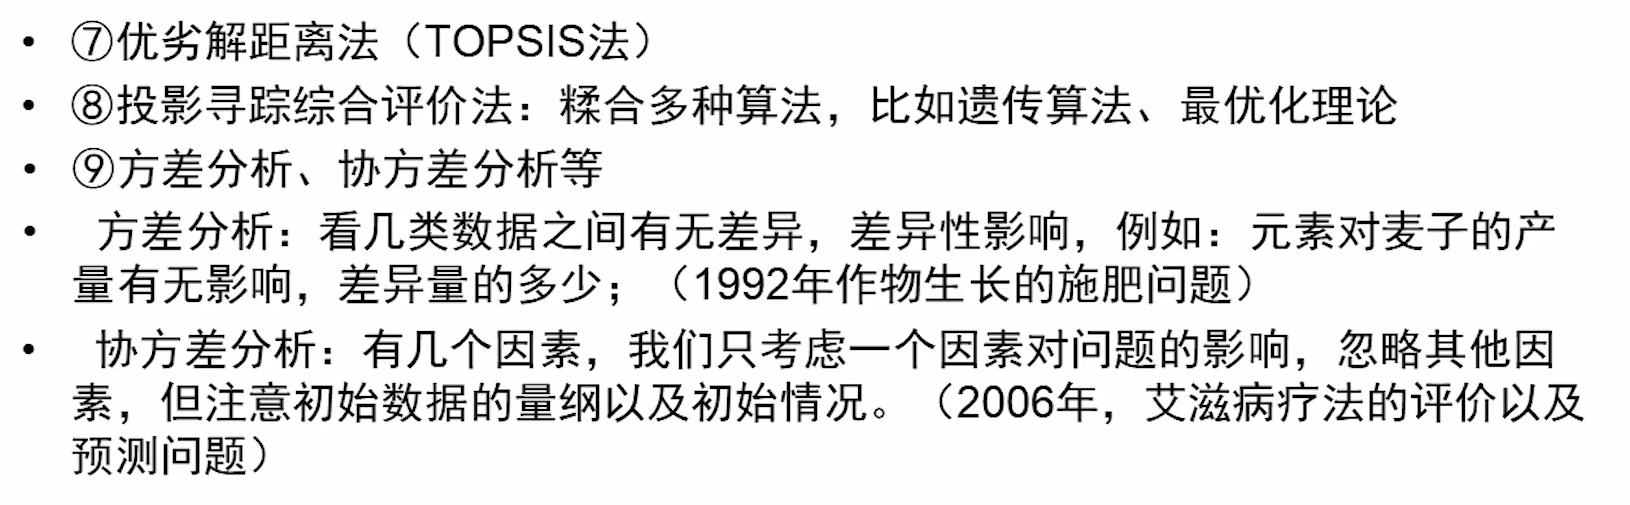 • ⑦优劣解距离法（TOPSIS法）
• ⑧投影寻踪综合评价法：糅合多种算法，比如遗传算法、最优化理论
• ⑨方差分析、协方差分析等
• 方差分析：看几类数据之间有无差异，差异性影响，例如：元素对麦子的产
量有无影响，差异量的多少；（1992年作物生长的施肥问题）
• 协方差分析：有几个因素，我们只考虑一个因素对问题的影响，忽略其他因
素，但注意初始数据的量纲以及初始情况。（2006年，艾滋病疗法的评价以及
预测问题）